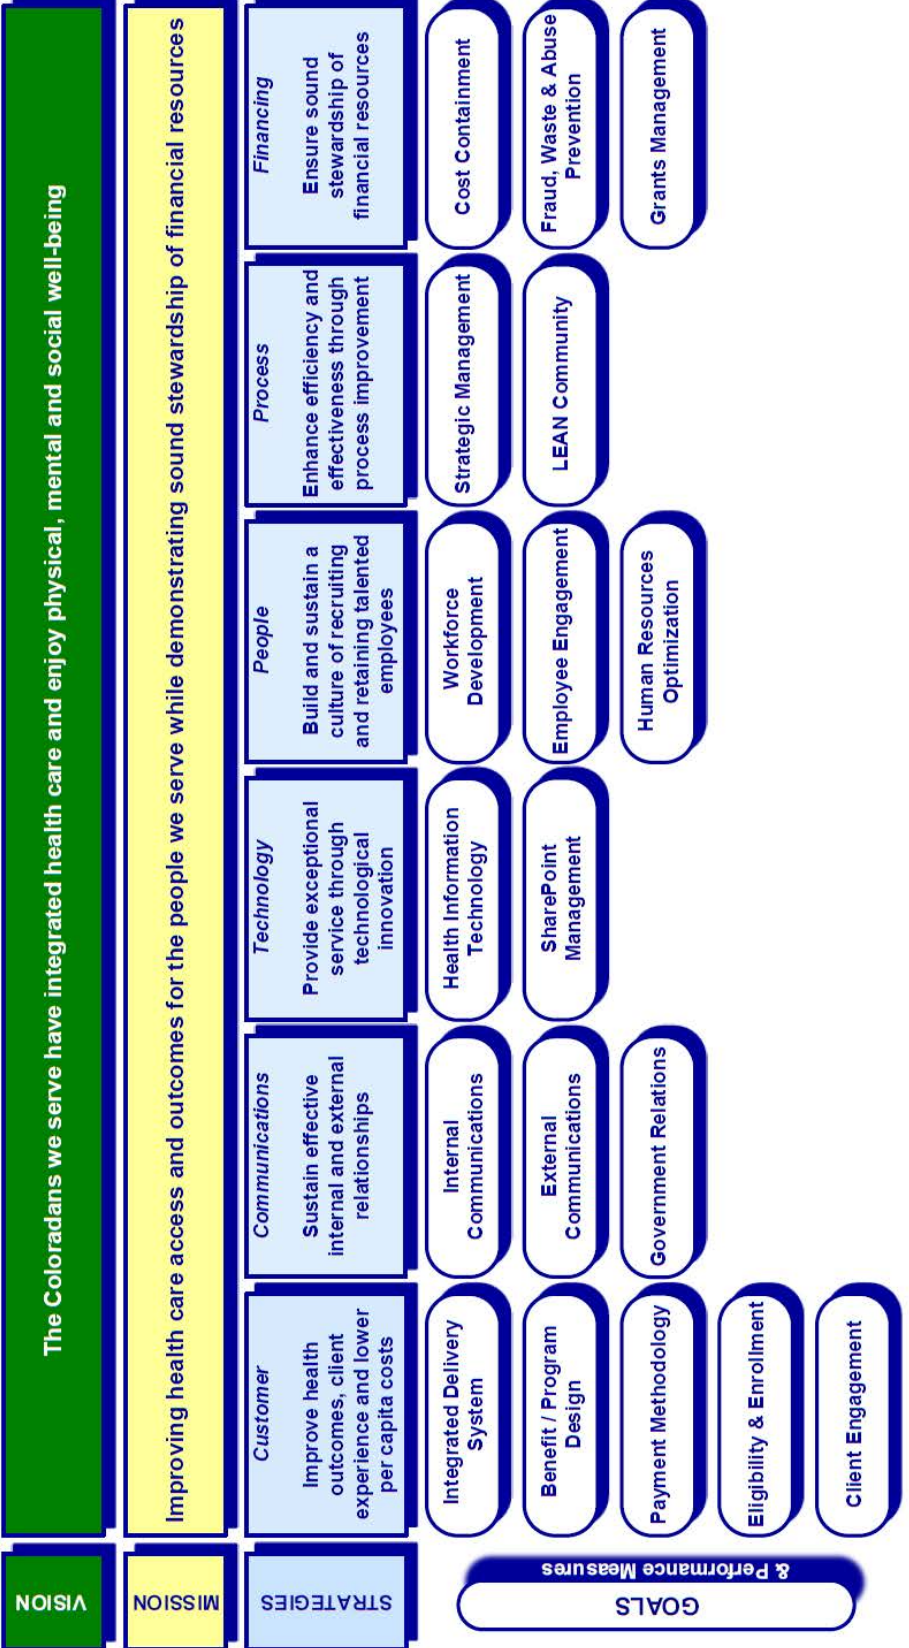 VISION
The Coloradans we serve have integrated health care and enjoy physical, mental and social well-being
MISSION
Improving health care access and outcomes for the people we serve while demonstrating sound stewardship of financial resources
STRATEGIES
Customer
Improve health
outcomes, client
experience and lower
per capita costs
Communications
Sustain effective
internal and external
relationships
Technology
Provide exceptional
service through
technological
innovation
People
Build and sustain a
culture of recruiting
and retaining talented
employees
Process
Enhance efficiency and
effectiveness through
process improvement
Financing
Ensure sound
stewardship of
financial resources
GOALS
& Performance Measures
Integrated Delivery
System
Benefit / Program
Design
Payment Methodology
Eligibility & Enrollment
Client Engagement
Internal
Communications
External
Communications
Government Relations
Health Information
Technology
SharePoint
Management
Workforce
Development
Employee Engagement
Human Resources
Optimization
Strategic Management
LEAN Community
Cost Containment
Fraud, Waste & Abuse
Prevention
Grants Management